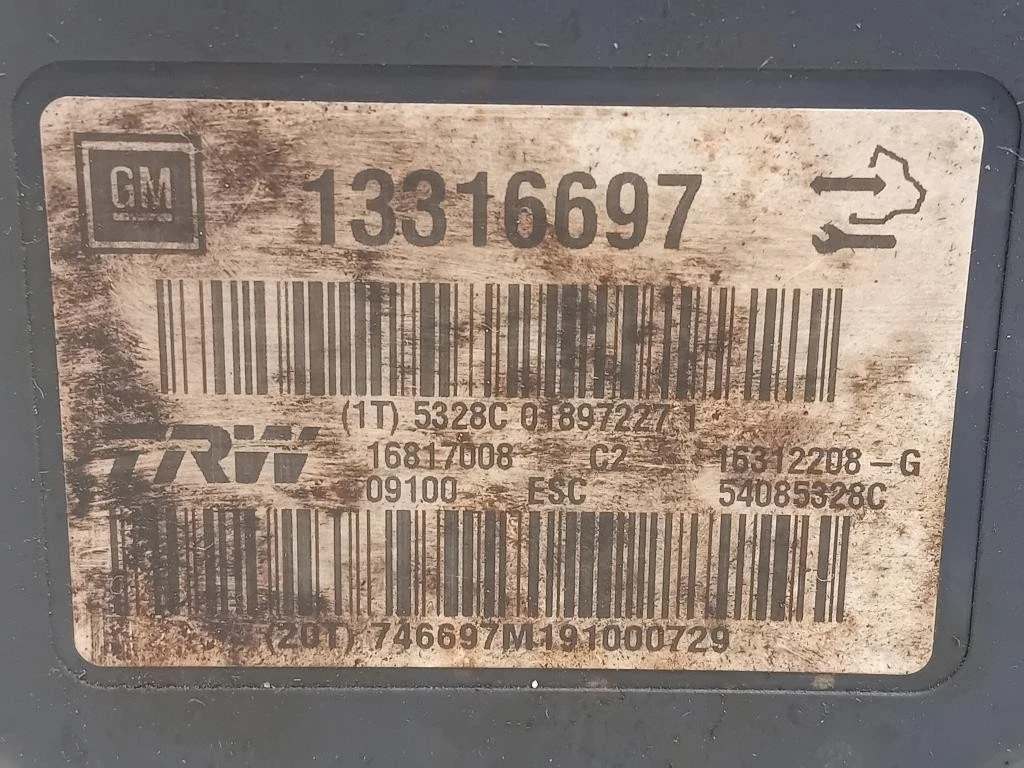 GM
13316697
(1T) 5328C 01897227 1
TRW
16817008 C2 16312208-G
09100 ESC 54085328C
(20T) 746697M191000729